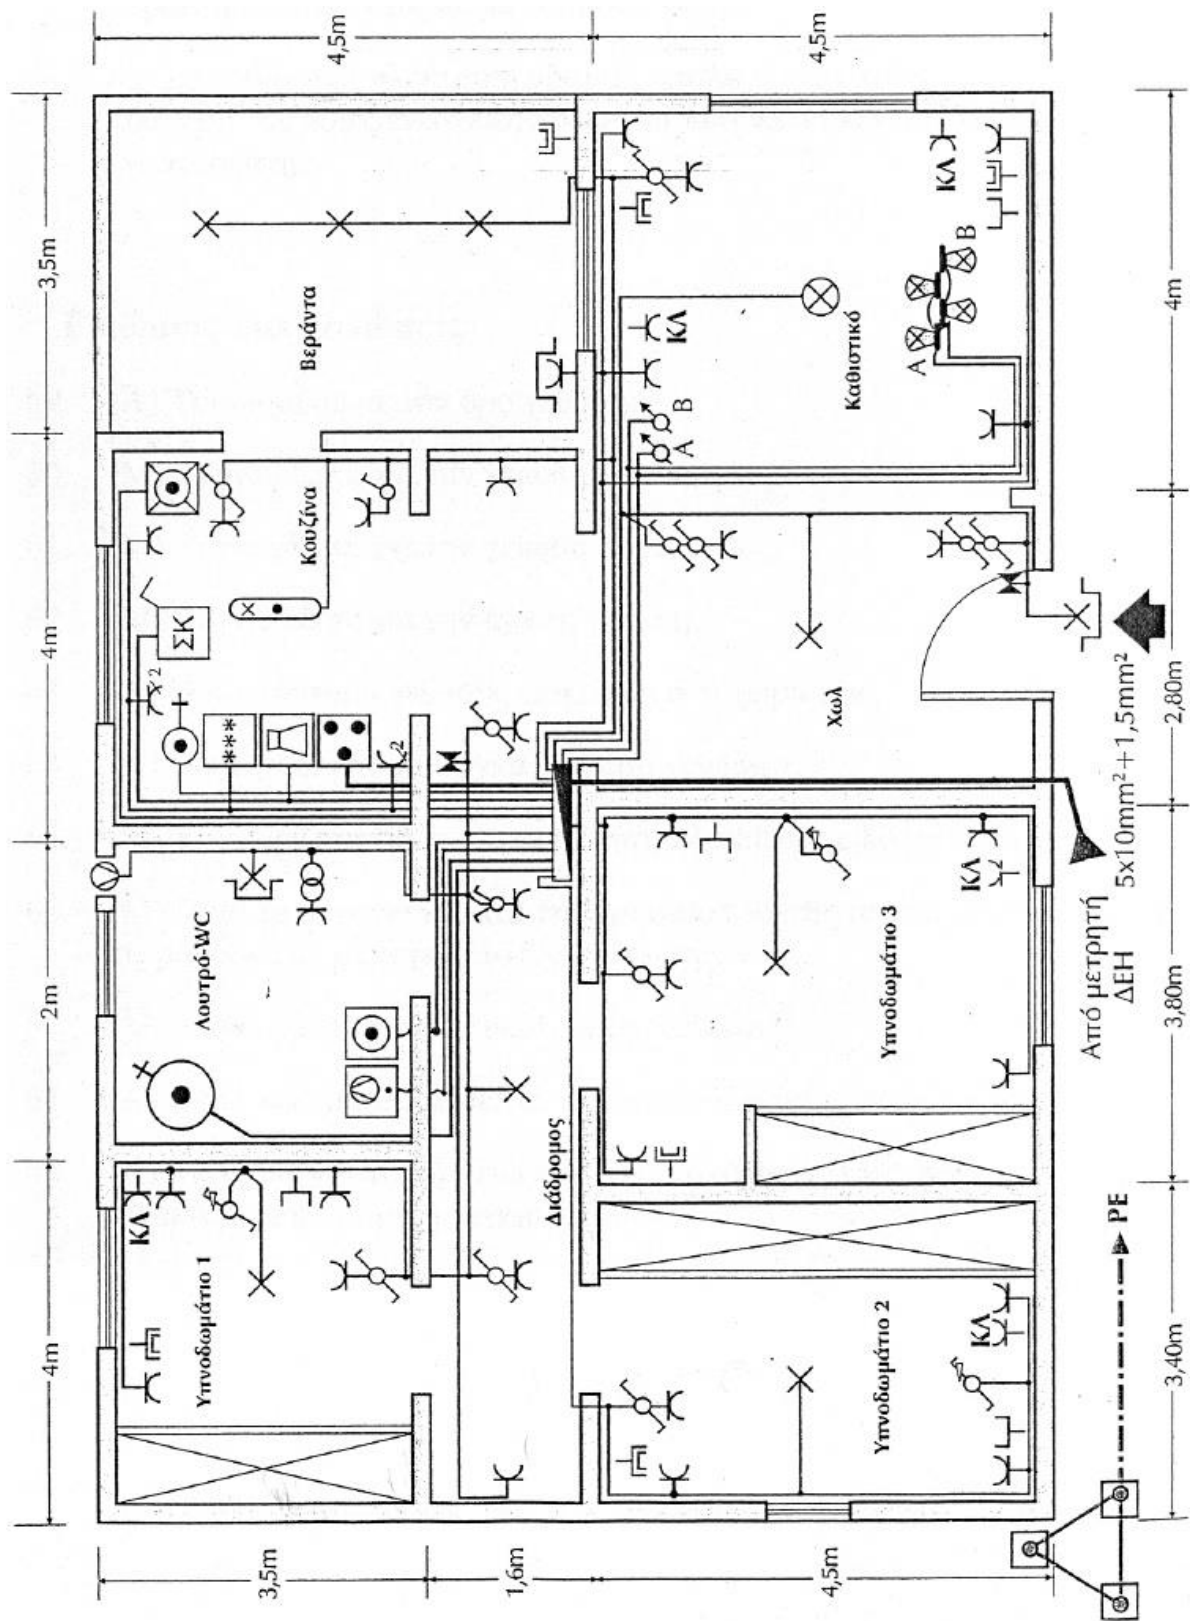 4,5m
4,5m
3,5m
4m
2m
4m
Βεράντα
Κουζίνα
ΣΚ
2
2
Λουτρό-WC
Υπνοδωμάτιο 1
ΚΛ
Διάδρομος
Καθιστικό
ΚΛ
ΚΛ
A
B
A
B
Χωλ
Υπνοδωμάτιο 3
ΚΛ
Υπνοδωμάτιο 2
ΚΛ
4m
2,80m
3,80m
3,40m
3,5m
1,6m
4,5m
Από μετρητή
ΔΕΗ
5x10mm²+1,5mm²
PE